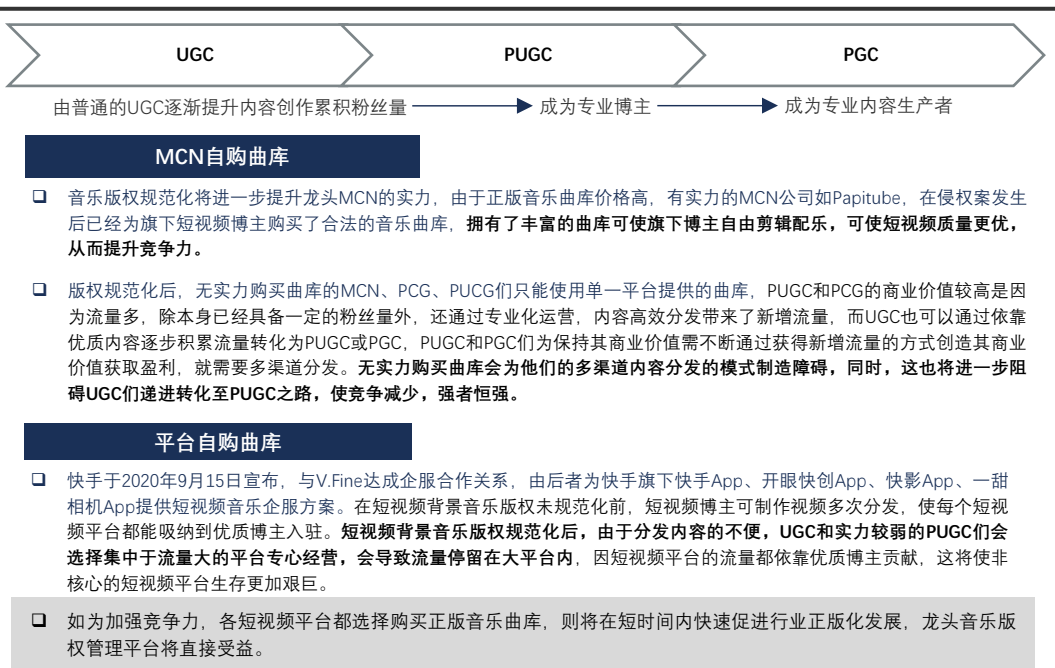 UGC PUGC PGC
由普通的UGC逐渐提升内容创作累积粉丝量 成为专业博主 成为专业内容生产者
MCN自购曲库
音乐版权规范化将进一步提升龙头MCN的实力，由于正版音乐曲库价格高，有实力的MCN公司如Papitube，在侵权案发生
后已经为旗下短视频博主购买了合法的音乐曲库，拥有了丰富的曲库可使旗下博主自由剪辑配乐，可使短视频质量更优，
从而提升竞争力。
版权规范化后，无实力购买曲库的MCN、PCG、PUCG们只能使用单一平台提供的曲库，PUGC和PCG的商业价值较高是因
为流量多，除本身已经具备一定的粉丝量外，还通过专业化运营，内容高效分发带来了新增流量，而UGC也可以通过依靠
优质内容逐步积累流量转化为PUGC或PGC，PUGC和PGC们为保持其商业价值需不断通过获得新增流量的方式创造其商业
价值获取盈利，就需要多渠道分发。无实力购买曲库会为他们的多渠道内容分发的模式制造障碍，同时，这也将进一步阻
碍UGC们递进转化至PUGC之路，使竞争减少，强者恒强。
平台自购曲库
快手于2020年9月15日宣布，与V.Fine达成企服合作关系，由后者为快手旗下快手App、开眼快创App、快影App、一甜
相机App提供短视频音乐企服方案。在短视频背景音乐版权未规范化前，短视频博主可制作视频多次分发，使每个短视
频平台都能吸纳到优质博主入驻。短视频背景音乐版权规范化后，由于分发内容的不便，UGC和实力较弱的PUGC们会
选择集中于流量大的平台专心经营，会导致流量停留在大平台内，因短视频平台的流量都依靠优质博主贡献，这将使非
核心的短视频平台生存更加艰巨。
如为加强竞争力，各短视频平台都选择购买正版音乐曲库，则将在短时间内快速促进行业正版化发展，龙头音乐版
权管理平台将直接受益。